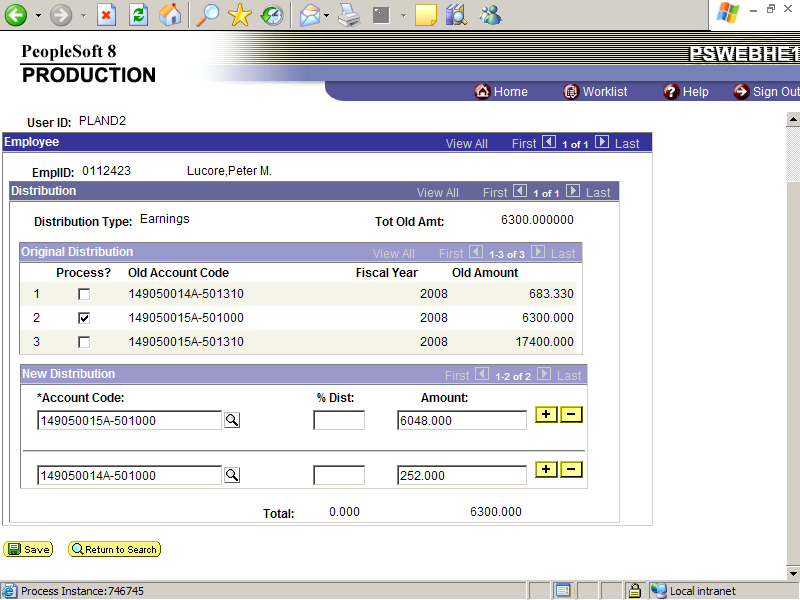 PeopleSoft 8
PRODUCTION
PSWEBHE1
Home Worklist ? Help Sign Out
User ID: PLAND2
Employee View All First 1 of 1 Last
EmplID: 0112423 Lucore,Peter M.
Distribution View All First 1 of 1 Last
Distribution Type: Earnings Tot Old Amt: 6300.000000
Original Distribution View All First 1-3 of 3 Last
Process? Old Account Code Fiscal Year Old Amount
1 149050014A-501310 2008 683.330
2 149050015A-501000 2008 6300.000
3 149050015A-501310 2008 17400.000
New Distribution First 1-2 of 2 Last
*Account Code: % Dist: Amount:
149050015A-501000 6048.000 + −
149050014A-501000 252.000 + −
Total: 0.000 6300.000
Save Return to Search
Process Instance:746745 Local intranet